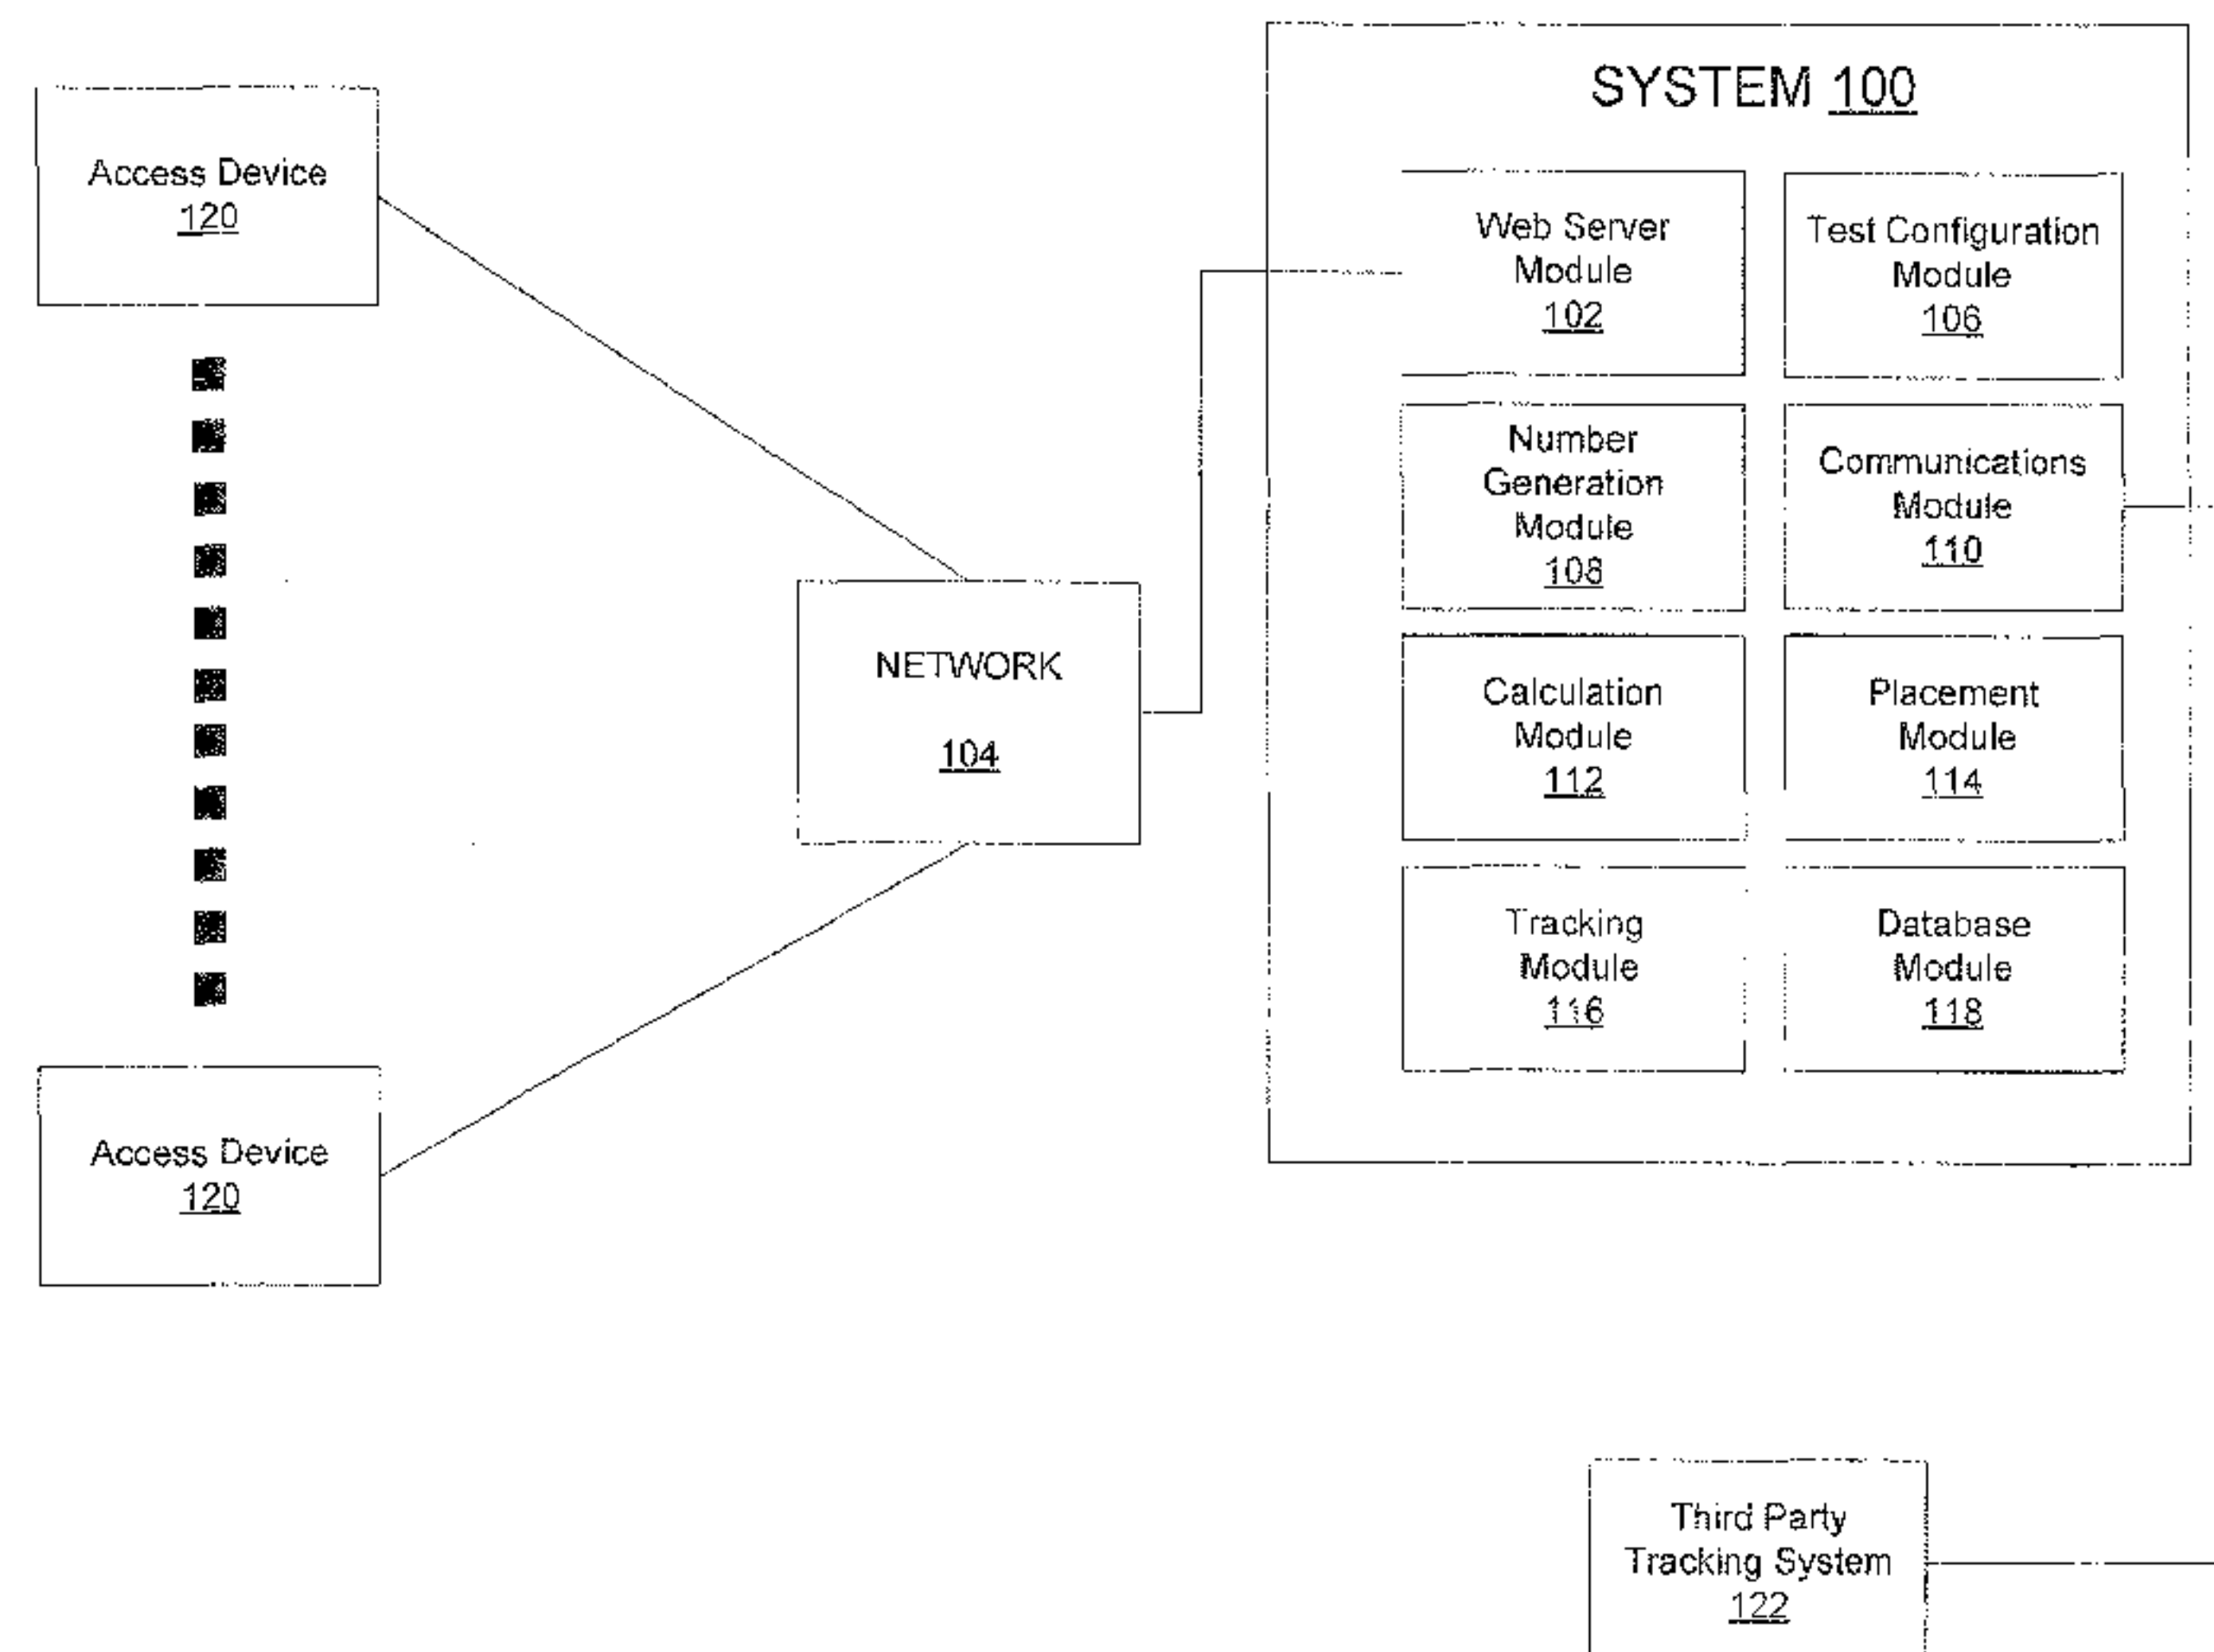 SYSTEM 100
Access Device
120
Web Server
Module
102
Test Configuration
Module
106
Number
Generation
Module
108
Communications
Module
110
NETWORK
104
Calculation
Module
112
Placement
Module
114
Tracking
Module
116
Database
Module
118
Access Device
120
Third Party
Tracking System
122